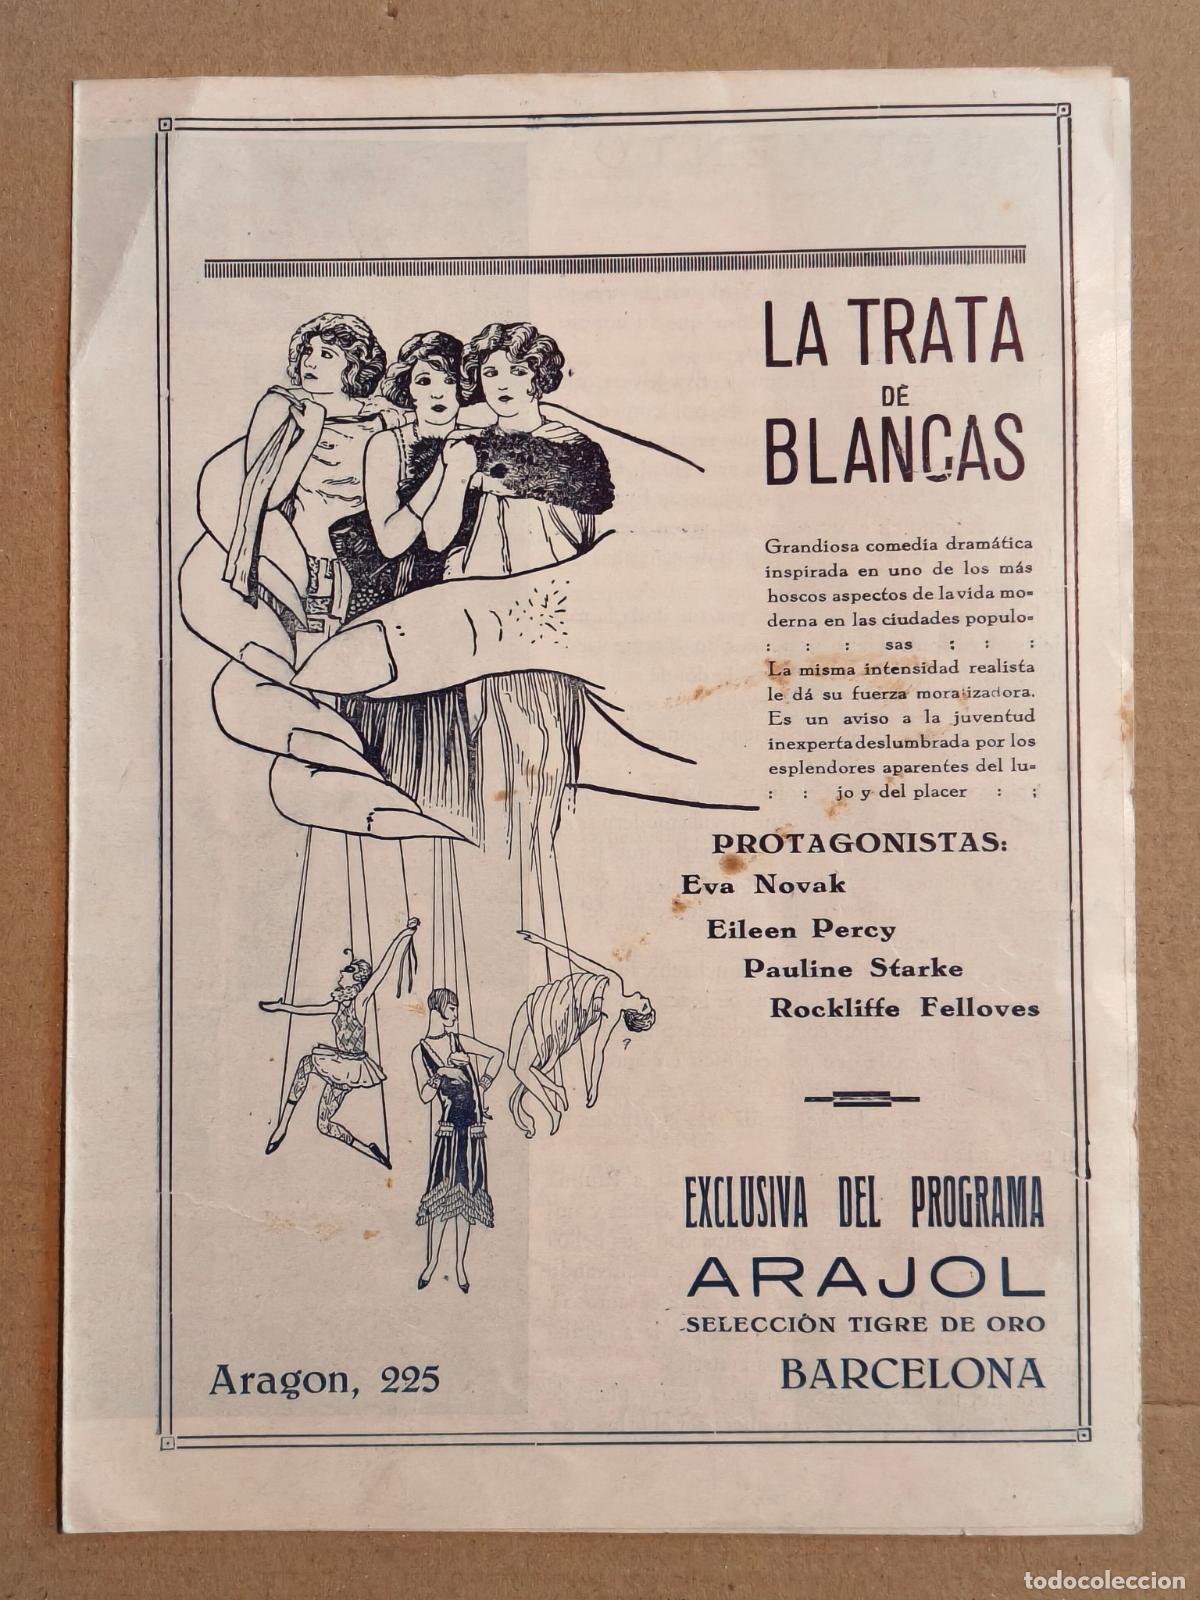 LA TRATA
DE
BLANCAS
Grandiosa comedia dramática
inspirada en uno de los más
hoscos aspectos de la vida mo-
derna en las ciudades populo-
: : : sas : : :
La misma intensidad realista
le dá su fuerza moralizadora.
Es un aviso a la juventud
inexperta deslumbrada por los
esplendores aparentes del lu-
: : jo y del placer : :
PROTAGONISTAS:
Eva Novak
Eileen Percy
Pauline Starke
Rockliffe Felloves
EXCLUSIVA DEL PROGRAMA
ARAJOL
SELECCIÓN TIGRE DE ORO
Aragon, 225
BARCELONA
todocoleccion